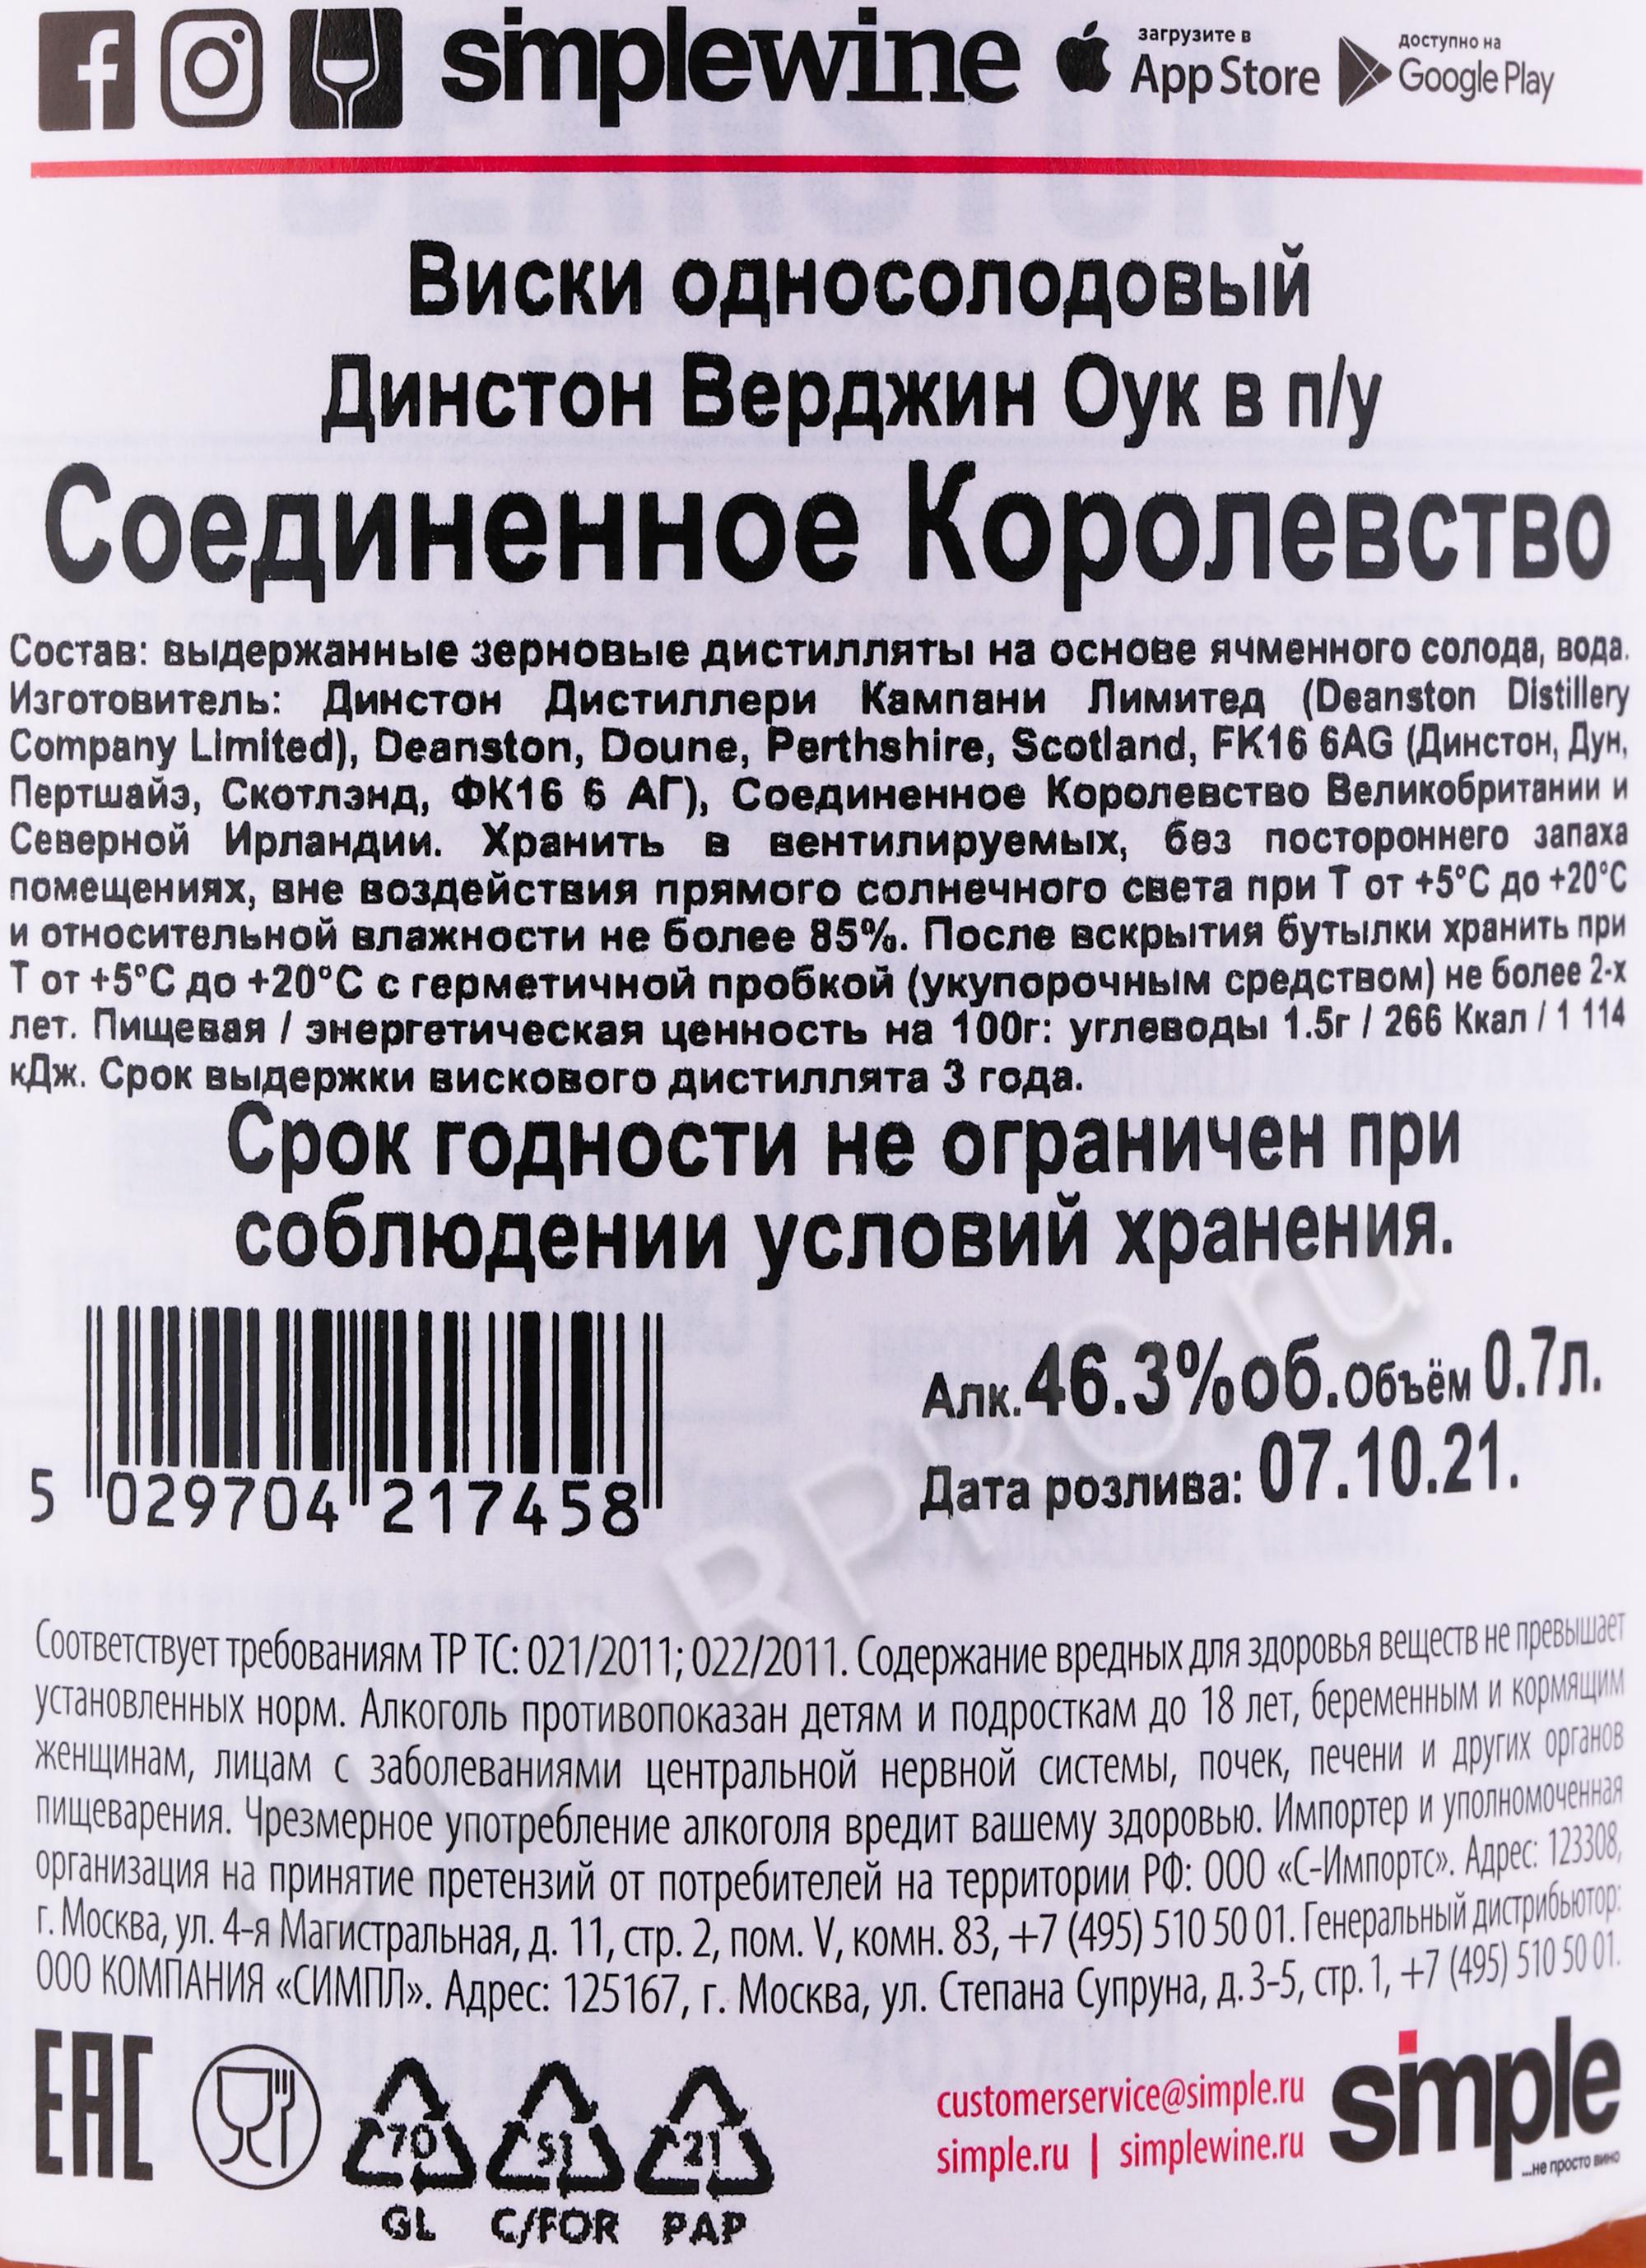 simplewine загрузите в App Store доступно на Google Play
Виски односолодовый
Динстон Верджин Оук в п/у
Соединенное Королевство
Состав: выдержанные зерновые дистилляты на основе ячменного солода, вода.
Изготовитель: Динстон Дистиллери Кампани Лимитед (Deanston Distillery
Company Limited), Deanston, Doune, Perthshire, Scotland, FK16 6AG (Динстон, Дун,
Пертшайэ, Скотлэнд, ФК16 6 АГ), Соединенное Королевство Великобритании и
Северной Ирландии. Хранить в вентилируемых, без постороннего запаха
помещениях, вне воздействия прямого солнечного света при Т от +5°С до +20°С
и относительной влажности не более 85%. После вскрытия бутылки хранить при
Т от +5°С до +20°С с герметичной пробкой (укупорочным средством) не более 2-х
лет. Пищевая / энергетическая ценность на 100г: углеводы 1.5г / 266 Ккал / 1 114
кДж. Срок выдержки вискового дистиллята 3 года.
Срок годности не ограничен при
соблюдении условий хранения.
Алк.46.3%об.Объём 0.7л.
Дата розлива: 07.10.21.
5 029704 217458
CIGARPRO.ru
Соответствует требованиям ТР ТС: 021/2011; 022/2011. Содержание вредных для здоровья веществ не превышает
установленных норм. Алкоголь противопоказан детям и подросткам до 18 лет, беременным и кормящим
женщинам, лицам с заболеваниями центральной нервной системы, почек, печени и других органов
пищеварения. Чрезмерное употребление алкоголя вредит вашему здоровью. Импортер и уполномоченная
организация на принятие претензий от потребителей на территории РФ: ООО «С-Импортс». Адрес: 123308,
г. Москва, ул. 4-я Магистральная, д. 11, стр. 2, пом. V, комн. 83, +7 (495) 510 50 01. Генеральный дистрибьютор:
ООО КОМПАНИЯ «СИМПЛ». Адрес: 125167, г. Москва, ул. Степана Супруна, д. 3-5, стр. 1, +7 (495) 510 50 01.
EAC
70 51 21
GL C/FOR PAP
customerservice@simple.ru
simple.ru | simplewine.ru
simple
...не просто вино